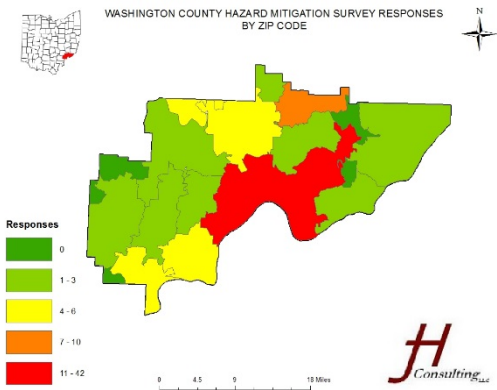 WASHINGTON COUNTY HAZARD MITIGATION SURVEY RESPONSES
BY ZIP CODE
N
Responses
0
1 - 3
4 - 6
7 - 10
11 - 42
0 4.5 9 18 Miles
JH
Consulting, LLC